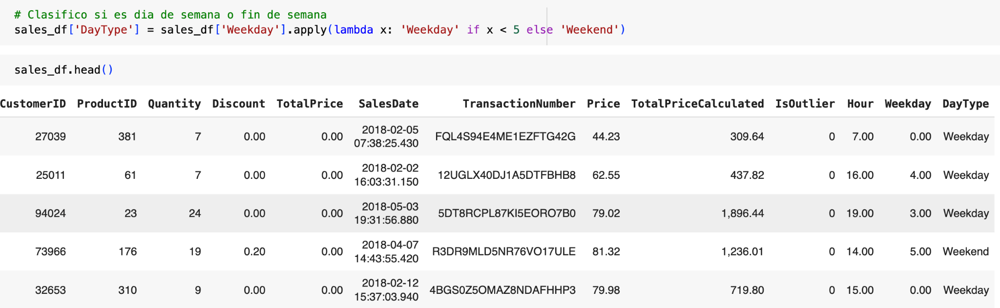 # Clasifico si es dia de semana o fin de semana
sales_df['DayType'] = sales_df['Weekday'].apply(lambda x: 'Weekday' if x < 5 else 'Weekend')
sales_df.head()
CustomerID ProductID Quantity Discount TotalPrice SalesDate TransactionNumber Price TotalPriceCalculated IsOutlier Hour Weekday DayType
27039 381 7 0.00 0.00 2018-02-05 07:38:25.430 FQL4S94E4ME1EZFTG42G 44.23 309.64 0 7.00 0.00 Weekday
25011 61 7 0.00 0.00 2018-02-02 16:03:31.150 12UGLX40DJ1A5DTFBHB8 62.55 437.82 0 16.00 4.00 Weekday
94024 23 24 0.00 0.00 2018-05-03 19:31:56.880 5DT8RCPL87KI5EORO7B0 79.02 1,896.44 0 19.00 3.00 Weekday
73966 176 19 0.20 0.00 2018-04-07 14:43:55.420 R3DR9MLD5NR76VO17ULE 81.32 1,236.01 0 14.00 5.00 Weekend
32653 310 9 0.00 0.00 2018-02-12 15:37:03.940 4BGS0Z5OMAZ8NDAFHHP3 79.98 719.80 0 15.00 0.00 Weekday